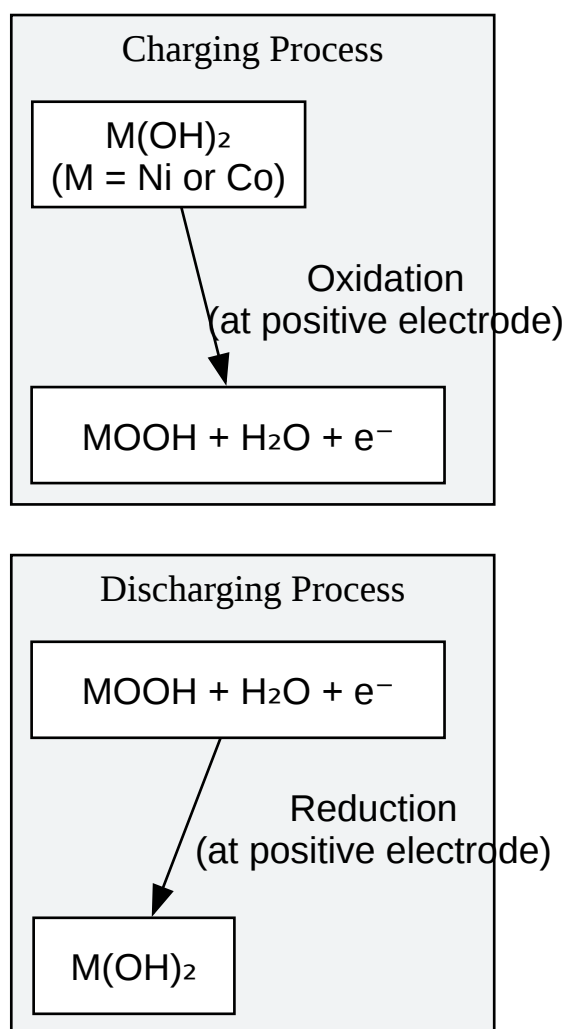 Charging Process
M(OH)₂
(M = Ni or Co)
Oxidation
(at positive electrode)
MOOH + H₂O + e⁻
Discharging Process
MOOH + H₂O + e⁻
Reduction
(at positive electrode)
M(OH)₂